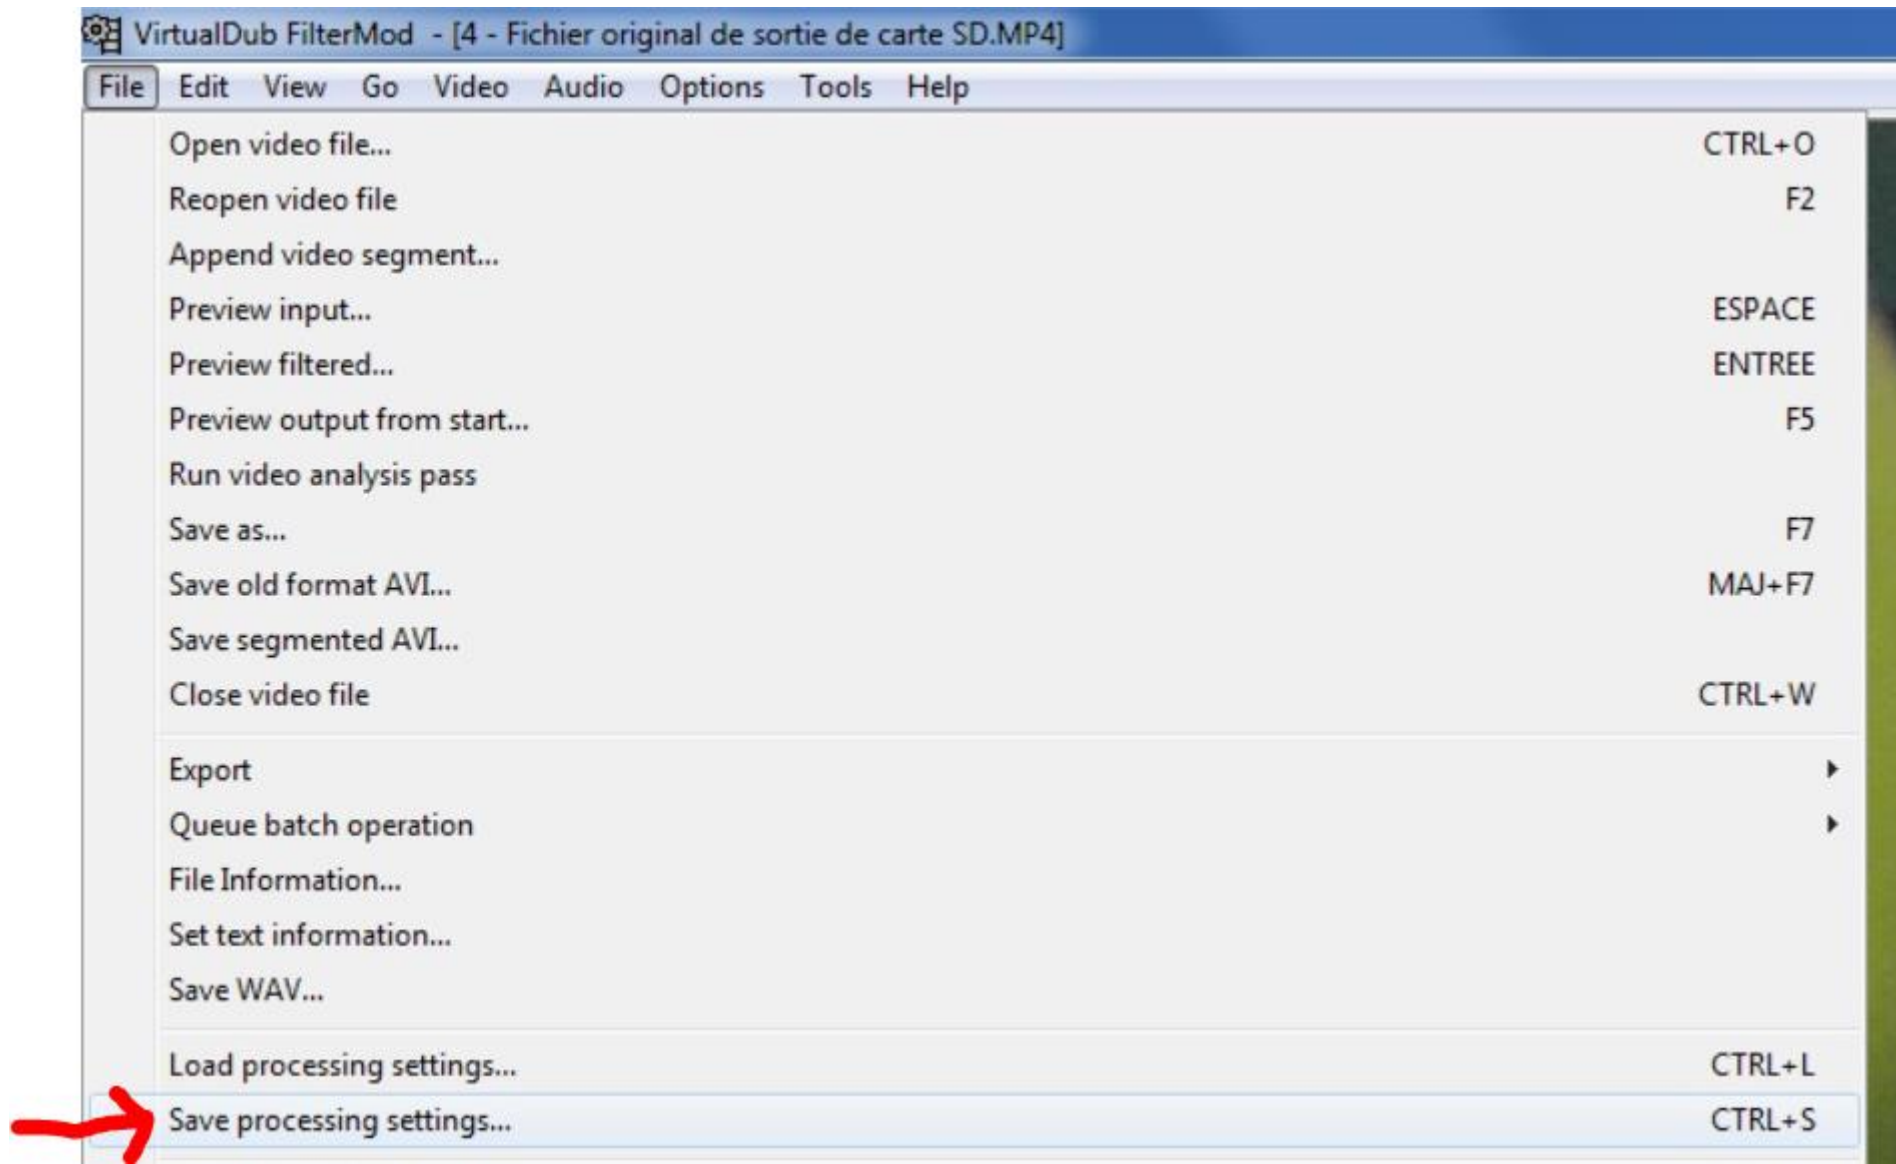 VirtualDub FilterMod - [4 - Fichier original de sortie de carte SD.MP4]
File Edit View Go Video Audio Options Tools Help
Open video file... CTRL+O
Reopen video file F2
Append video segment...
Preview input... ESPACE
Preview filtered... ENTREE
Preview output from start... F5
Run video analysis pass
Save as... F7
Save old format AVI... MAJ+F7
Save segmented AVI...
Close video file CTRL+W
Export
Queue batch operation
File Information...
Set text information...
Save WAV...
Load processing settings... CTRL+L
Save processing settings... CTRL+S